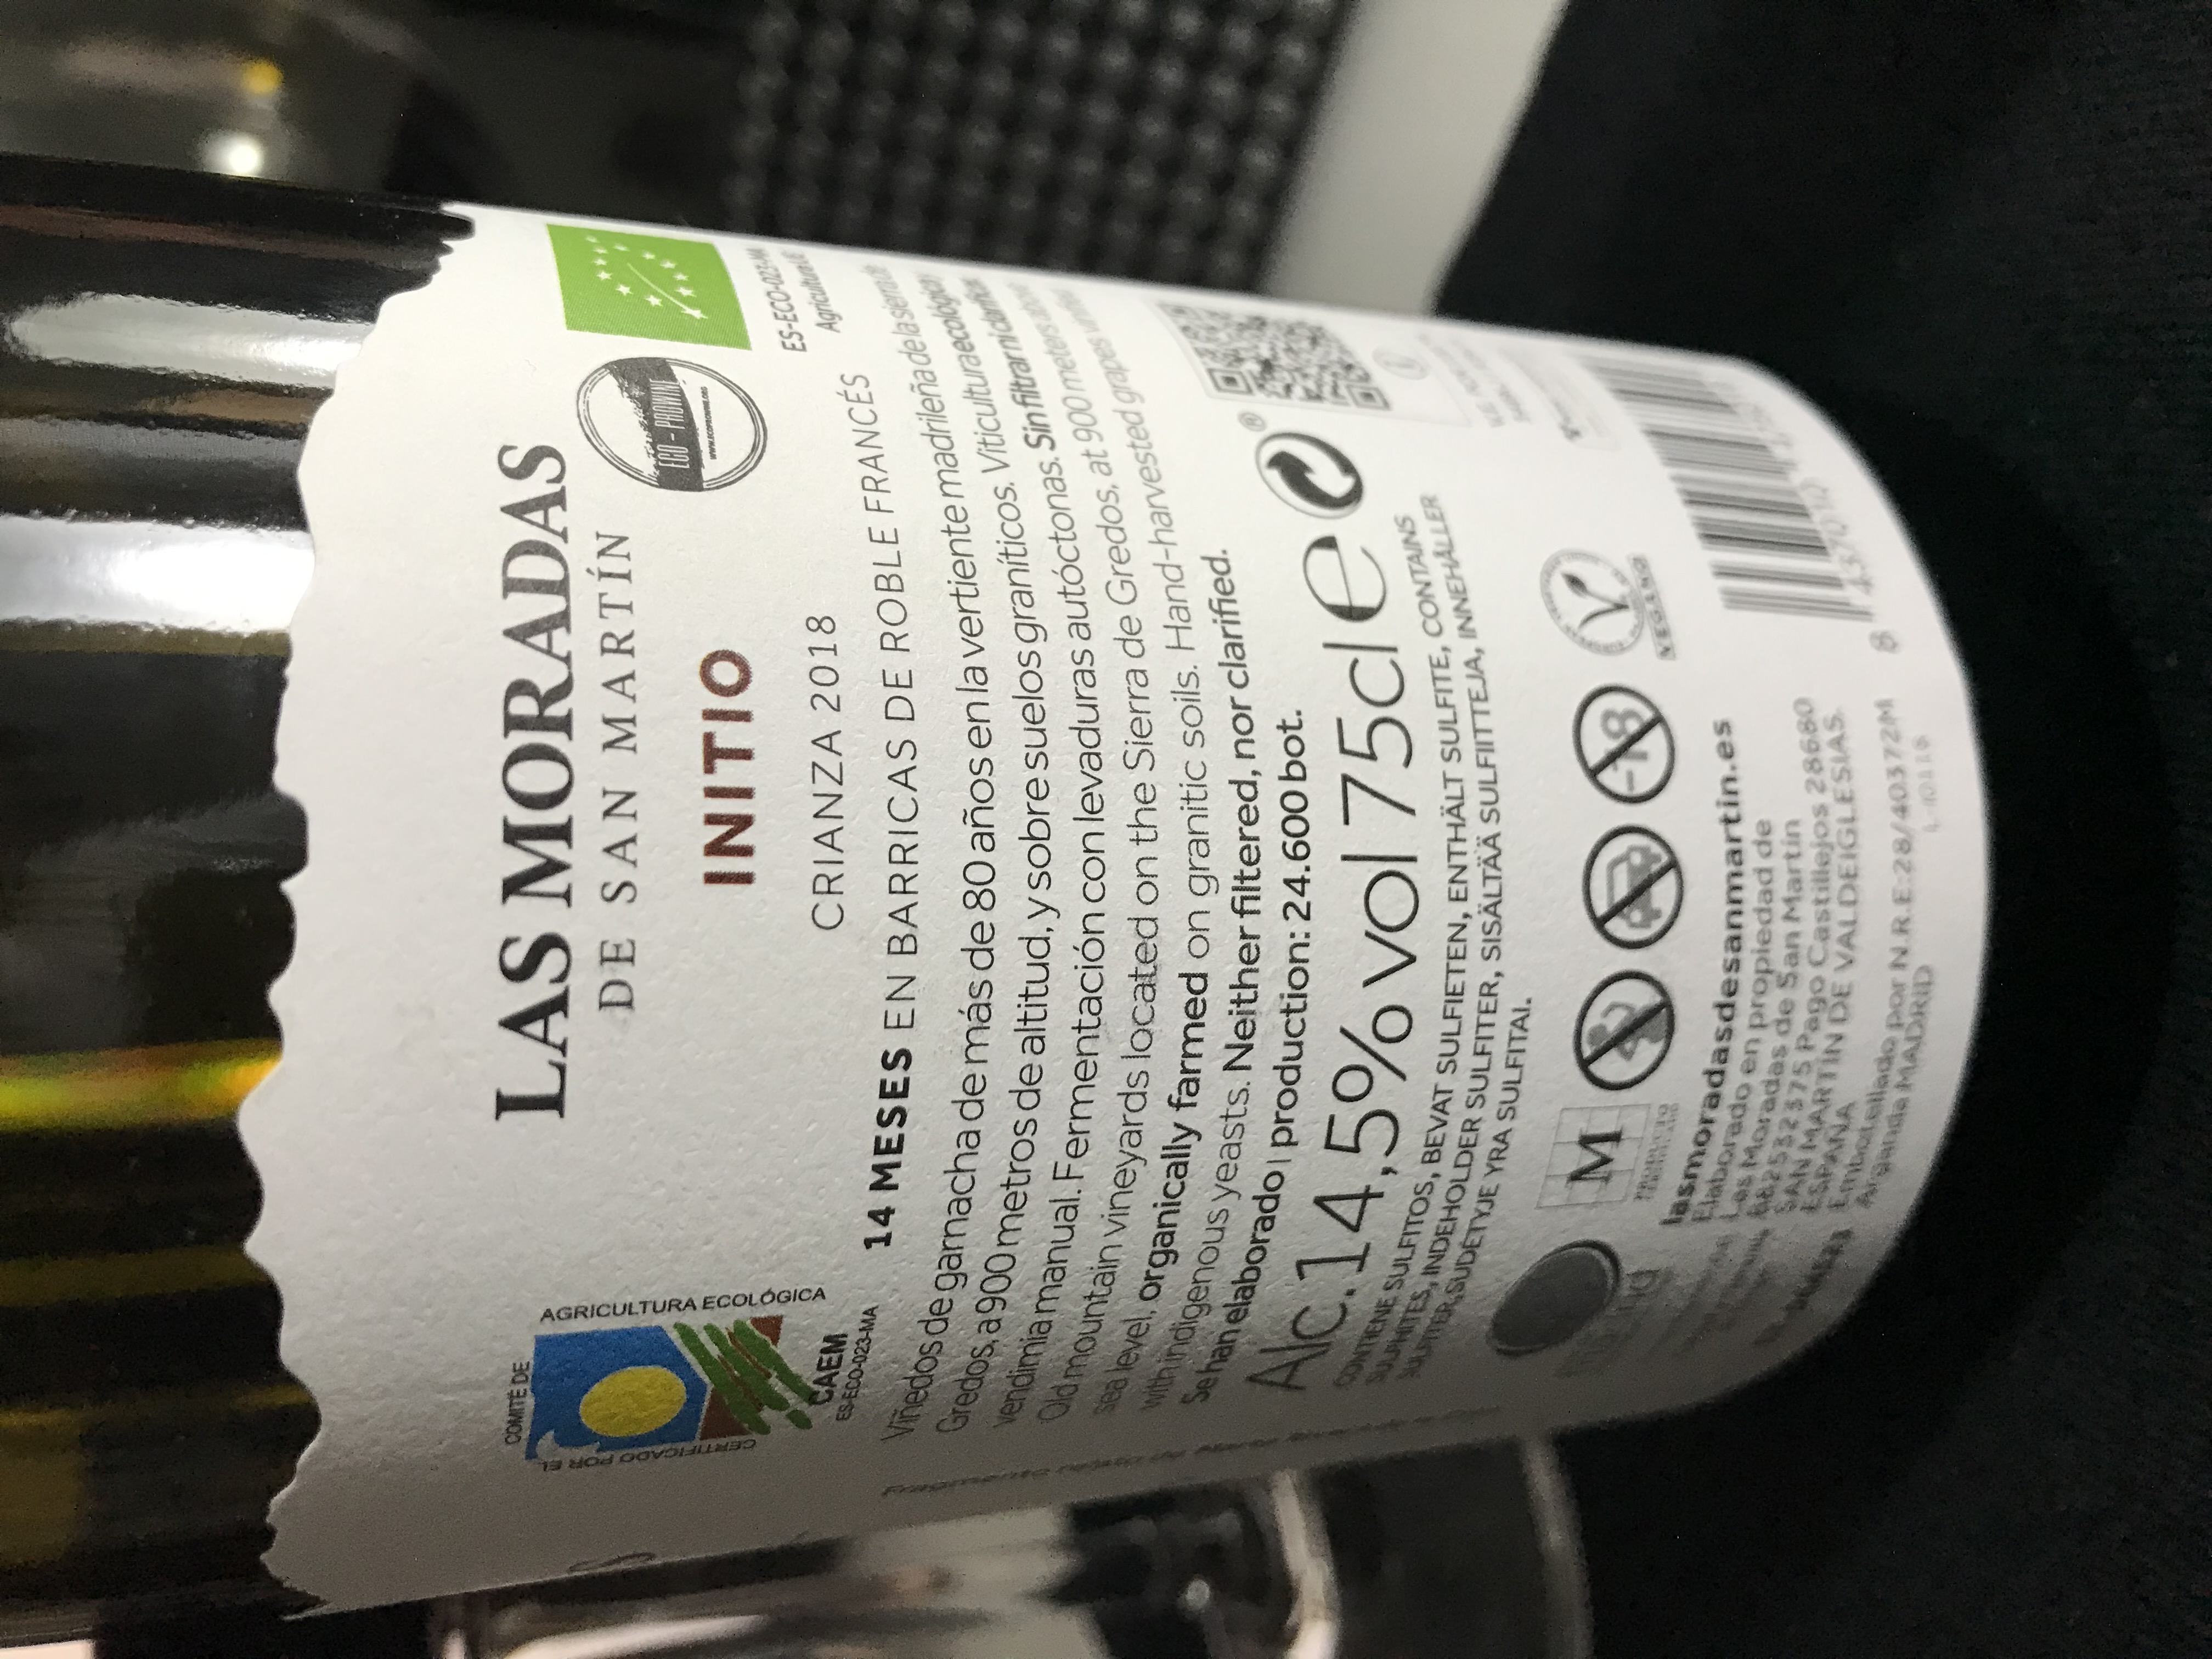 LAS MORADAS
DE SAN MARTÍN
INITIO
CERTIFICADO POR EL
COMITÉ DE
AGRICULTURA ECOLÓGICA
CAEM
ES-ECO-023-MA
ECO-PROWINE
ES-ECO-023-MA
Agricultura UE
CRIANZA 2018
14 MESES EN BARRICAS DE ROBLE FRANCÉS
Viñedos de garnacha de más de 80 años en la vertiente madrileña de la sierra de
Gredos, a 900 metros de altitud, y sobre suelos graníticos. Viticultura ecológica y
vendimia manual. Fermentación con levaduras autóctonas. Sin filtrar ni clarificar
Old mountain vineyards located on the Sierra de Gredos, at 900 meters above
sea level, organically farmed on granitic soils. Hand-harvested grapes
with indigenous yeasts. Neither filtered, nor clarified.
Se han elaborado | production: 24.600 bot.
Alc. 14,5% vol 75cl e
CONTIENE SULFITOS, BEVAT SULFIETEN, ENTHÄLT SULFITE, CONTAINS
SULPHITES, INDEHOLDER SULFITER, SISÄLTÄÄ SULFIITTEJA, INNEHÅLLER
SULFITER, SUDĖTYJE YRA SULFITAI.
M
-18
VEGANO
lasmoradasdesanmartin.es
Elaborado en propiedad de
Las Moradas de San Martín
Pago Castillejos 28680
SAN MARTÍN DE VALDEIGLESIAS.
ESPAÑA
Embotellado por N.R.E:28/40372M
Arganda MADRID